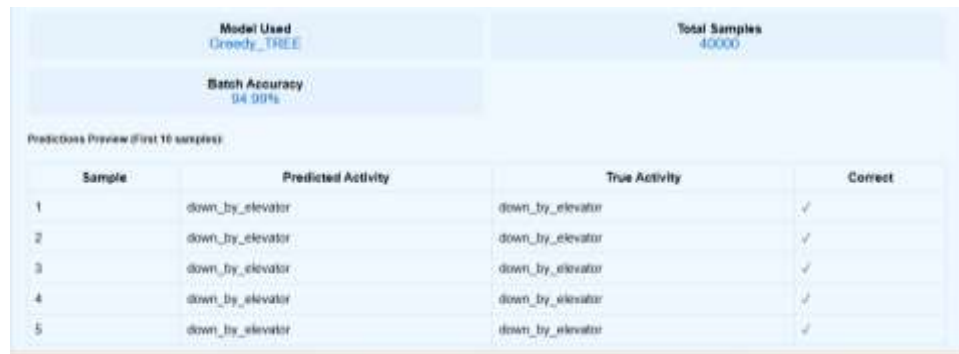 Model Used
Greedy_TREE
Total Samples
40000
Batch Accuracy
94.99%
Predictions Preview (First 10 samples):
Sample Predicted Activity True Activity Correct
1 down_by_elevator down_by_elevator ✓
2 down_by_elevator down_by_elevator ✓
3 down_by_elevator down_by_elevator ✓
4 down_by_elevator down_by_elevator ✓
5 down_by_elevator down_by_elevator ✓